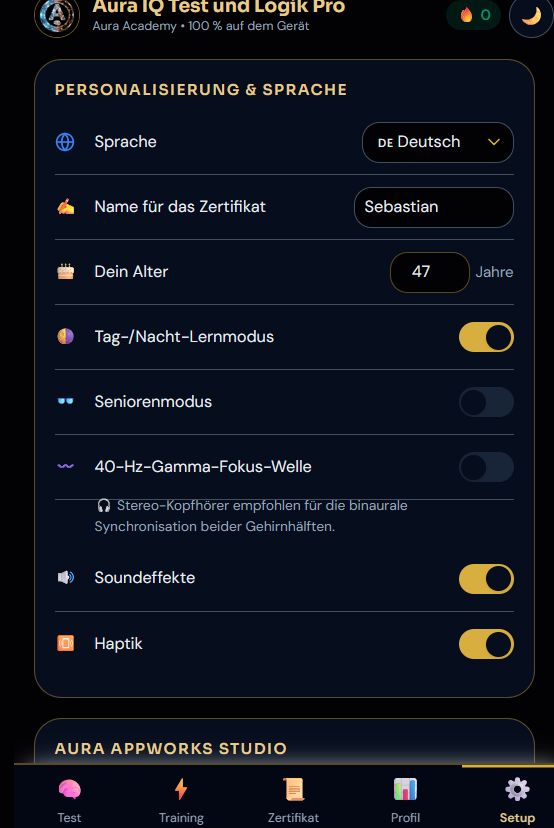 Aura IQ Test und Logik Pro
Aura Academy • 100 % auf dem Gerät
0
PERSONALISIERUNG & SPRACHE
Sprache
DE Deutsch
Name für das Zertifikat
Sebastian
Dein Alter
47
Jahre
Tag-/Nacht-Lernmodus
Seniorenmodus
40-Hz-Gamma-Fokus-Welle
Stereo-Kopfhörer empfohlen für die binaurale
Synchronisation beider Gehirnhälften.
Soundeffekte
Haptik
AURA APPWORKS STUDIO
Test
Training
Zertifikat
Profil
Setup